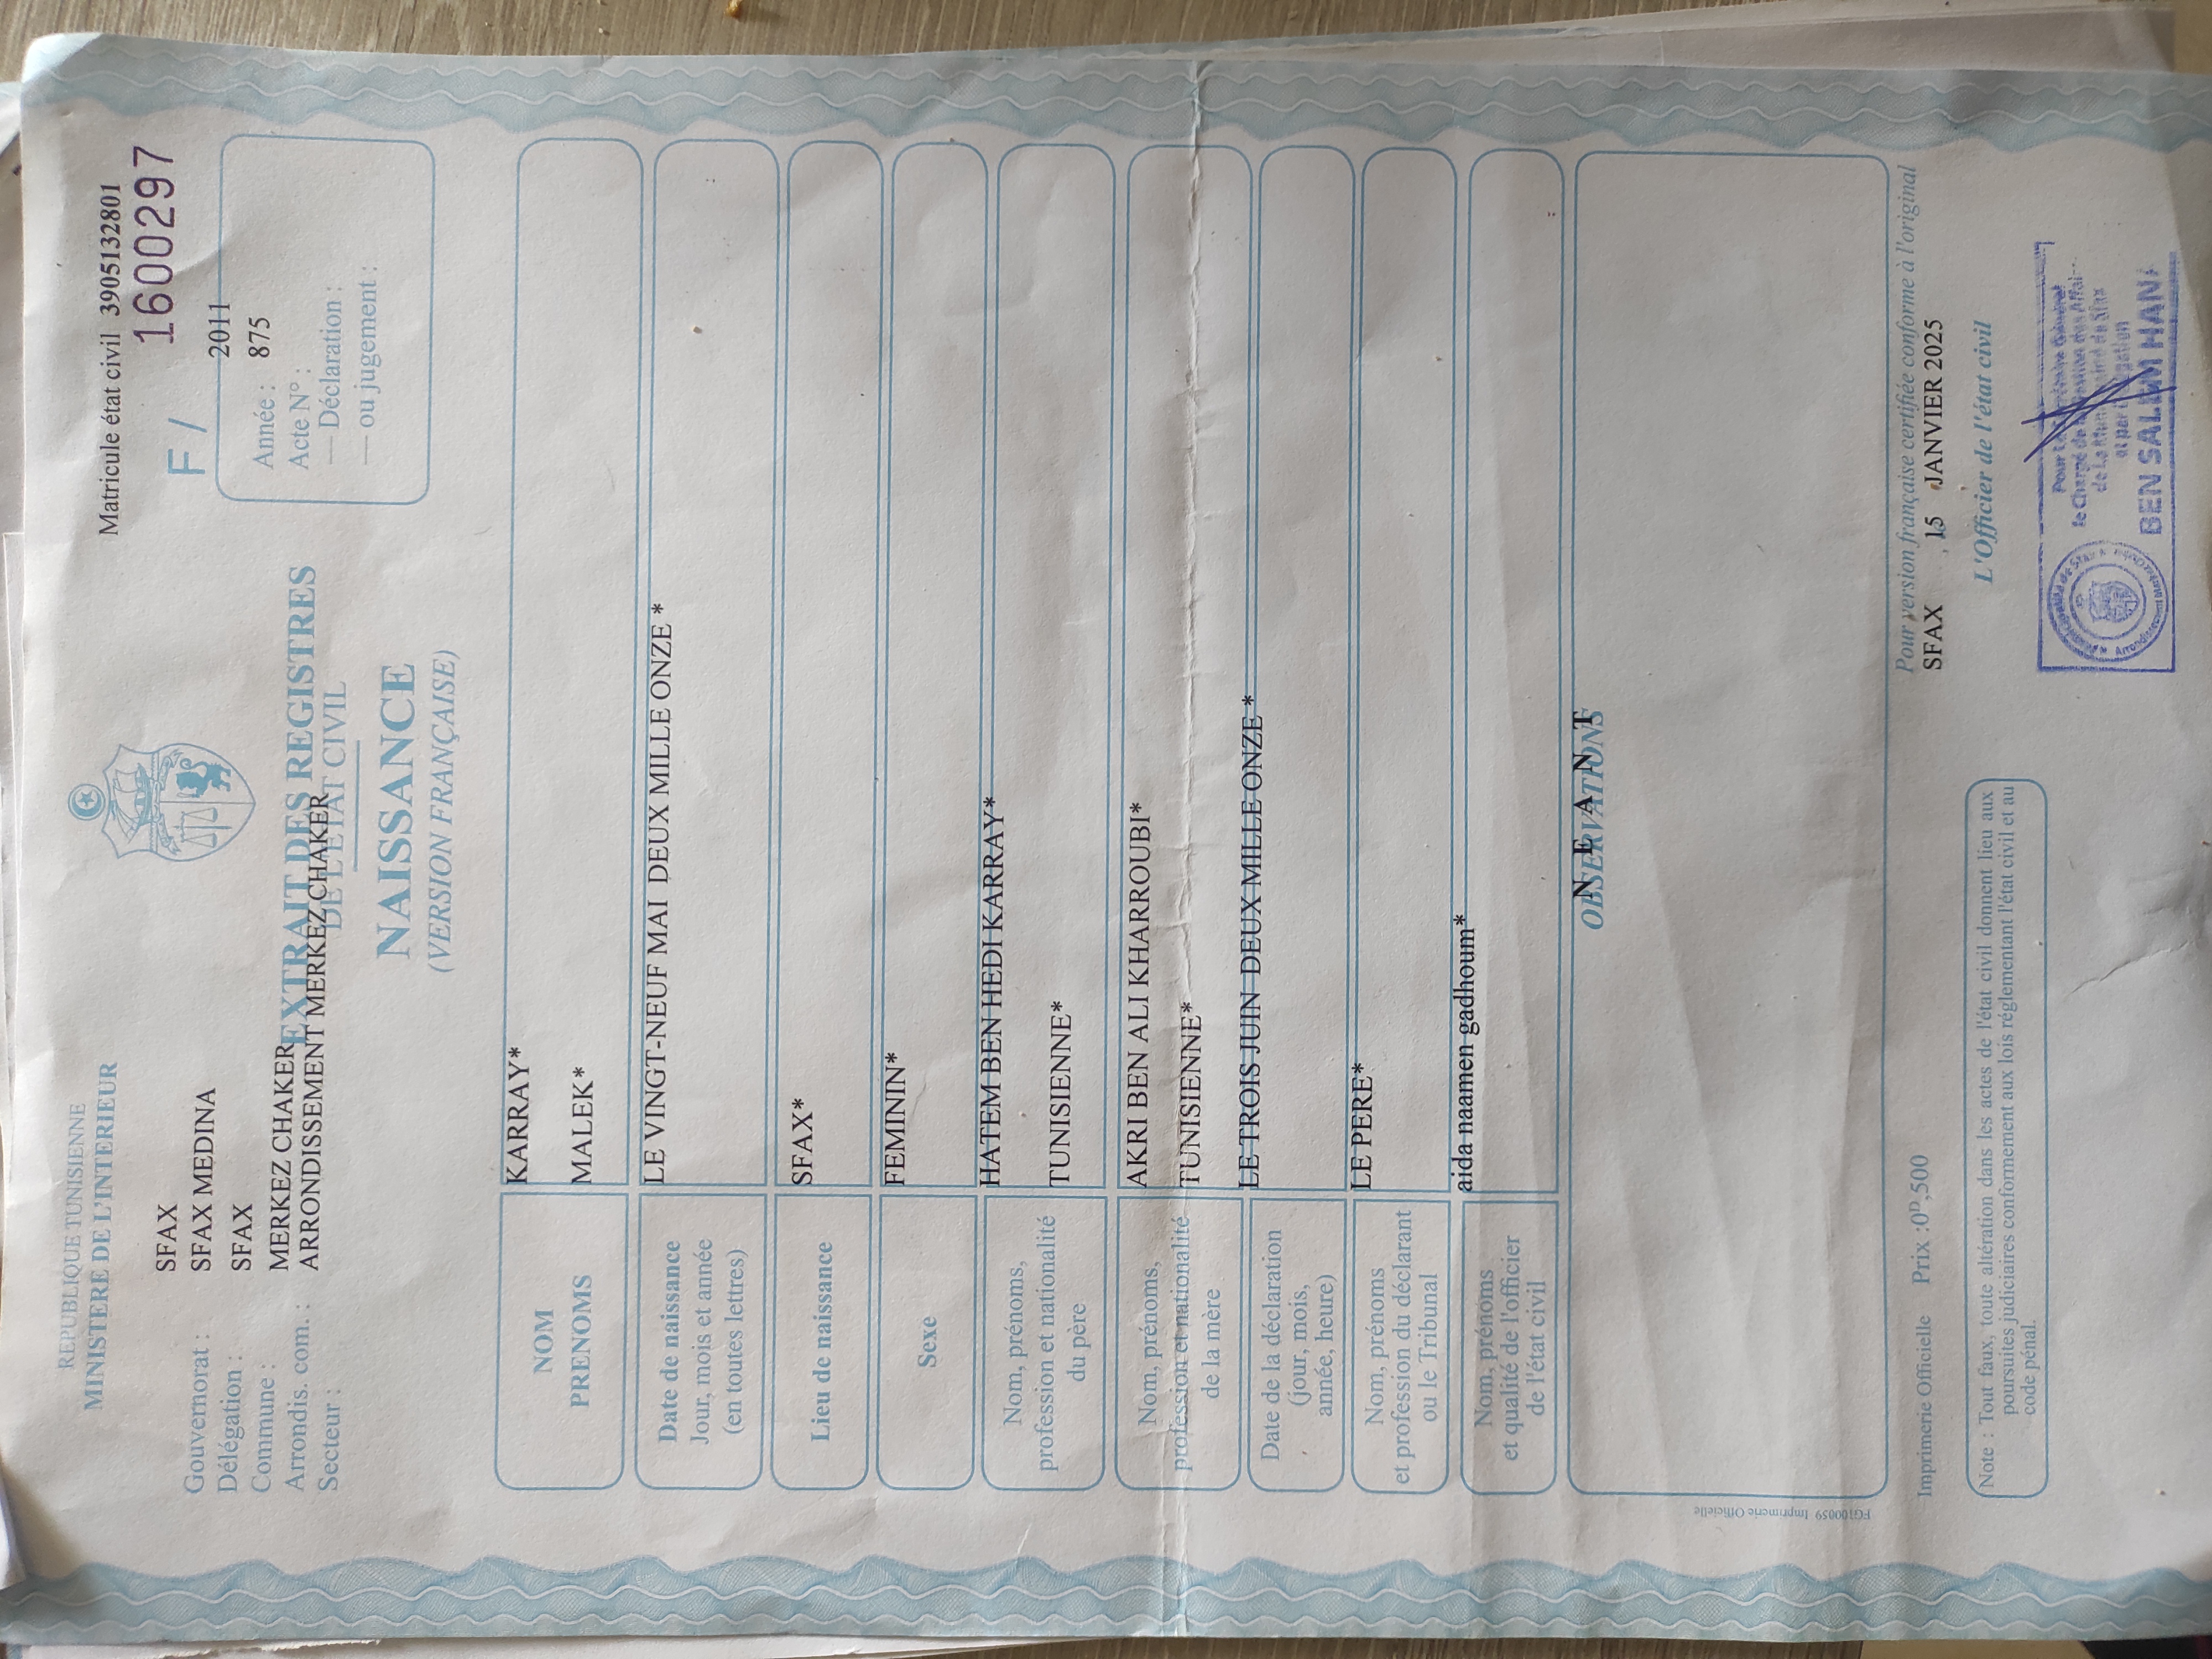 REPUBLIQUE TUNISIENNE
MINISTERE DE L'INTERIEUR
Gouvernorat : SFAX
Délégation : SFAX MEDINA
Commune : SFAX
Arrondis. com. : MERKEZ CHAKER
Secteur : ARRONDISSEMENT MERKEZ CHAKER
Matricule état civil 3905132801
F / 1600297
Année : 2011
Acte N° : 875
— Déclaration :
— ou jugement :
EXTRAIT DES REGISTRES
DE L'ETAT CIVIL
NAISSANCE
(VERSION FRANÇAISE)
NOM KARRAY*
PRENOMS MALEK*
Date de naissance
Jour, mois et année
(en toutes lettres)
LE VINGT-NEUF MAI DEUX MILLE ONZE *
Lieu de naissance SFAX*
Sexe FEMININ*
Nom, prénoms,
profession et nationalité
du père
HATEM BEN HEDI KARRAY*
TUNISIENNE*
Nom, prénoms,
profession et nationalité
de la mère
AKRI BEN ALI KHARROUBI*
TUNISIENNE*
Date de la déclaration
(jour, mois,
année, heure)
LE TROIS JUIN DEUX MILLE ONZE *
Nom, prénoms
et profession du déclarant
ou le Tribunal
LE PERE*
Nom, prénoms
et qualité de l'officier
de l'état civil
aida naamen gadhoum*
OBSERVATIONS
N E A N T
FG100059 Imprimerie Officielle
Imprimerie Officielle Prix : 0ᴰ,500
Pour version française certifiée conforme à l'original
SFAX 15 JANVIER 2025
L'Officier de l'état civil
Note : Tout faux, toute altération dans les actes de l'état civil donnent lieu aux
poursuites judiciaires conformément aux lois réglementant l'état civil et au
code pénal.
Pour Le Secrétaire Général
le Chargé de
et par
BEN SALEM